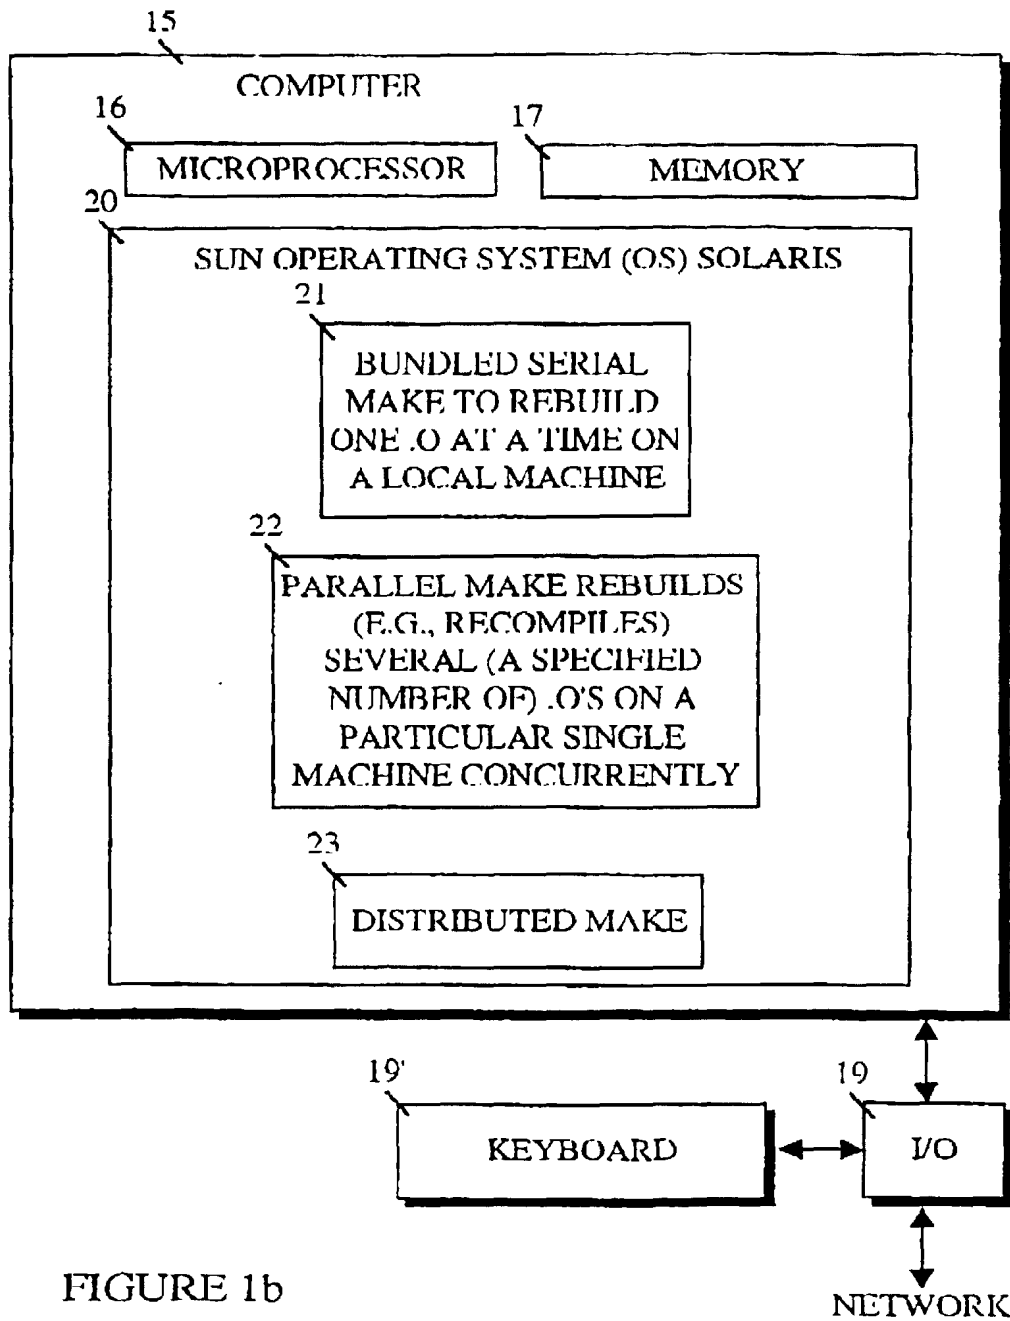 15
COMPUTER
16
MICROPROCESSOR
17
MEMORY
20
SUN OPERATING SYSTEM (OS) SOLARIS
21
BUNDLED SERIAL
MAKE TO REBUILD
ONE .O AT A TIME ON
A LOCAL MACHINE
22
PARALLEL MAKE REBUILDS
(E.G., RECOMPILES)
SEVERAL (A SPECIFIED
NUMBER OF) .O'S ON A
PARTICULAR SINGLE
MACHINE CONCURRENTLY
23
DISTRIBUTED MAKE
19'
KEYBOARD
19
I/O
NETWORK
FIGURE 1b